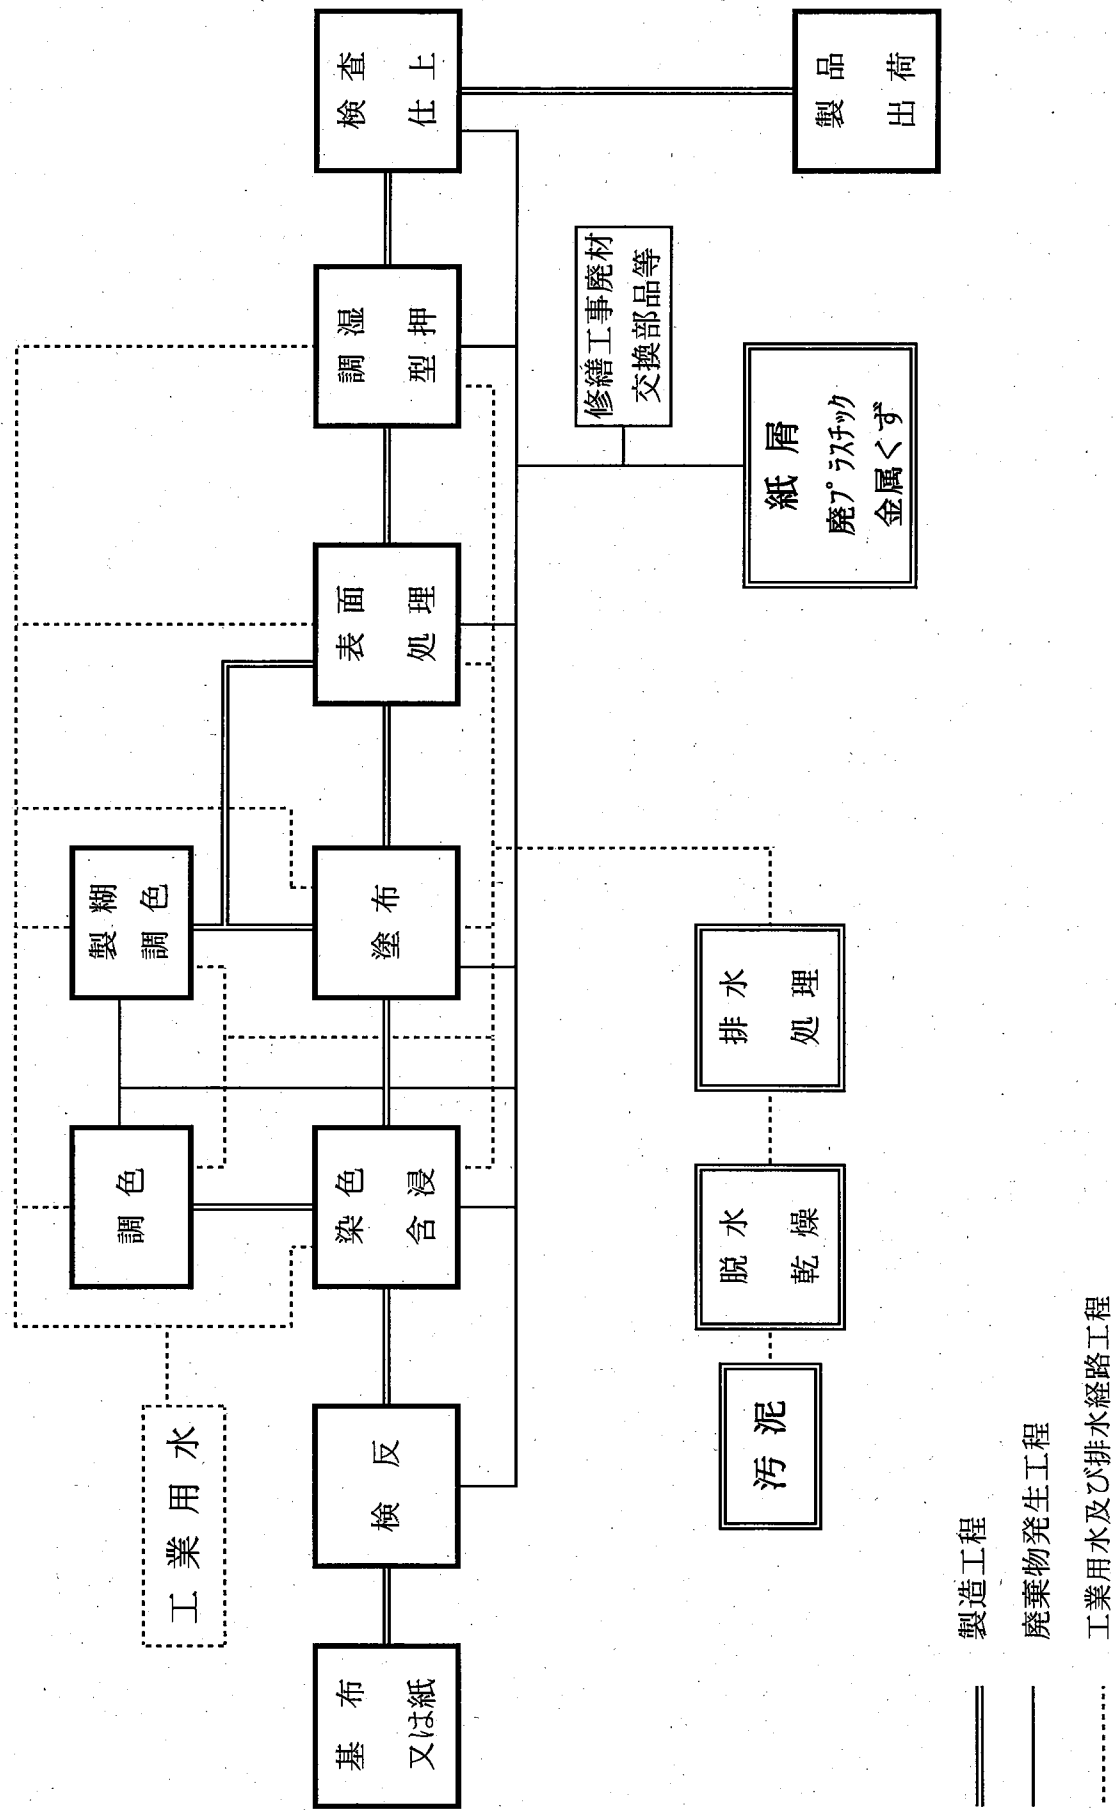 工業用水
調色
製糊
調色
基布
又は紙
検反
染色
含浸
塗布
表面
処理
調湿
型押
検査
仕上
修繕工事廃材
交換部品等
汚泥
脱水
乾燥
排水
処理
紙屑
廃プラスチック
金属くず
製品
出荷
製造工程
廃棄物発生工程
工業用水及び排水経路工程